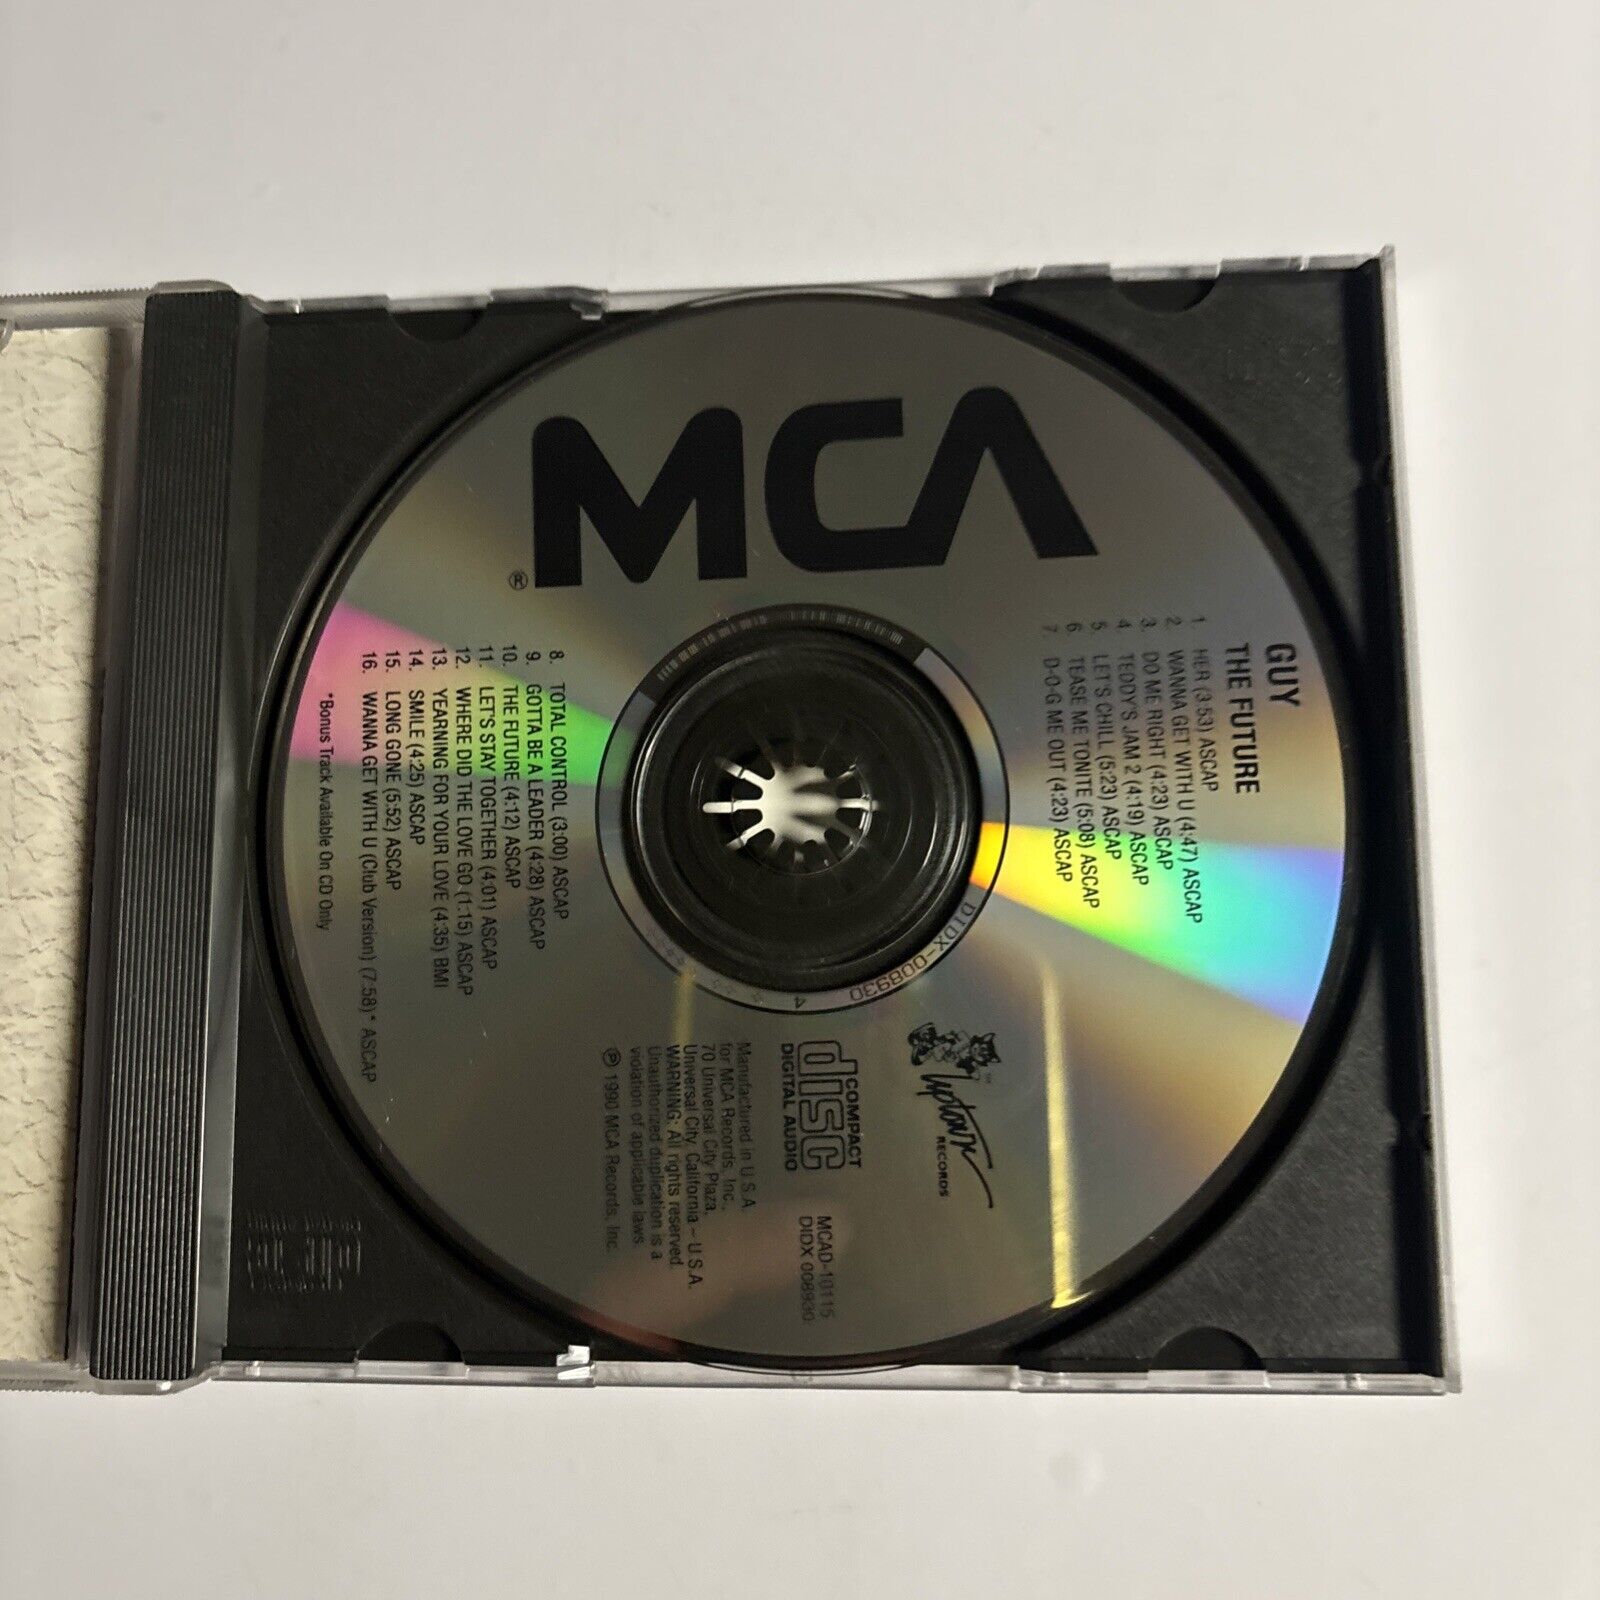 MCA
®
GUY
THE FUTURE
1. HER (3:53) ASCAP
2. WANNA GET WITH U (4:47) ASCAP
3. DO ME RIGHT (4:23) ASCAP
4. TEDDY'S JAM 2 (4:19) ASCAP
5. LET'S CHILL (5:23) ASCAP
6. TEASE ME TONITE (5:08) ASCAP
7. D-O-G ME OUT (4:23) ASCAP
8. TOTAL CONTROL (3:00) ASCAP
9. GOTTA BE A LEADER (4:28) ASCAP
10. THE FUTURE (4:12) ASCAP
11. LET'S STAY TOGETHER (4:01) ASCAP
12. WHERE DID THE LOVE GO (1:15) ASCAP
13. YEARNING FOR YOUR LOVE (4:35) BMI
14. SMILE (4:25) ASCAP
15. LONG GONE (5:52) ASCAP
16. WANNA GET WITH U (Club Version) (7:58)* ASCAP
*Bonus Track Available On CD Only
Uptown
RECORDS
TM
COMPACT
disc
DIGITAL AUDIO
MCAD-10115
DIDX 008930
Manufactured in U.S.A.
for MCA Records, Inc.,
70 Universal City Plaza,
Universal City, California – U.S.A.
WARNING: All rights reserved.
Unauthorized duplication is a
violation of applicable laws.
℗ 1990 MCA Records, Inc.
DIDX-008930 4